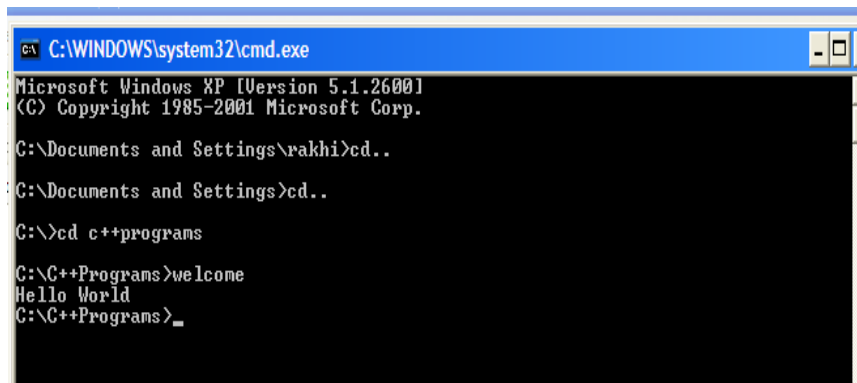 C:\WINDOWS\system32\cmd.exe
Microsoft Windows XP [Version 5.1.2600]
(C) Copyright 1985-2001 Microsoft Corp.
C:\Documents and Settings\rakhi>cd..
C:\Documents and Settings>cd..
C:\>cd c++programs
C:\C++Programs>welcome
Hello World
C:\C++Programs>_